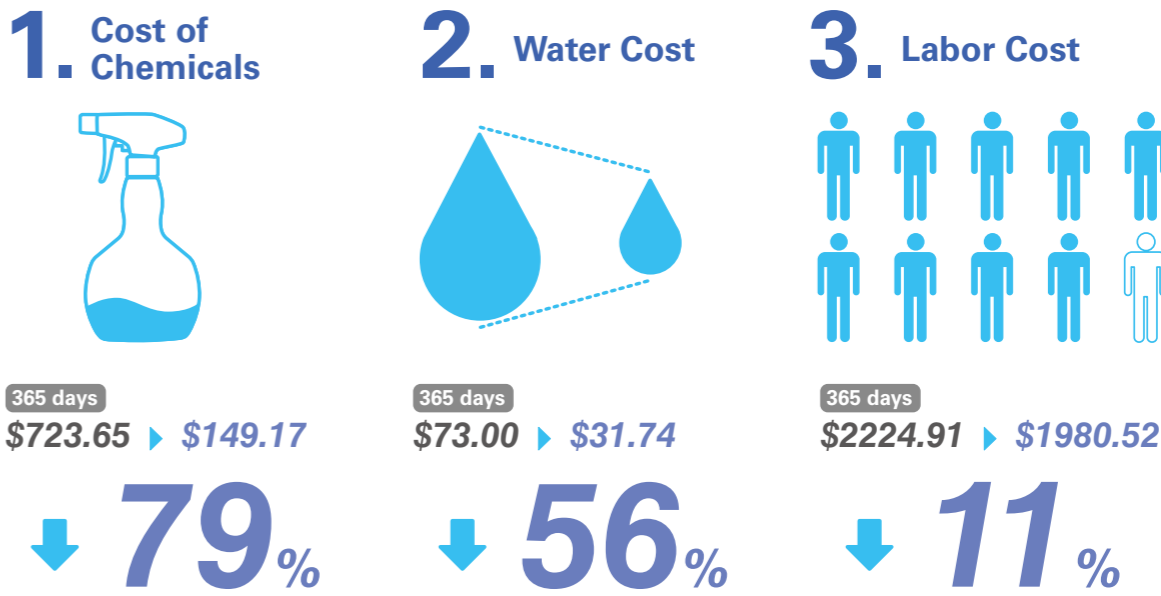 1. Cost of
Chemicals
365 days
$723.65 $149.17
79%
2. Water Cost
365 days
$73.00 $31.74
56%
3. Labor Cost
365 days
$2224.91 $1980.52
11%